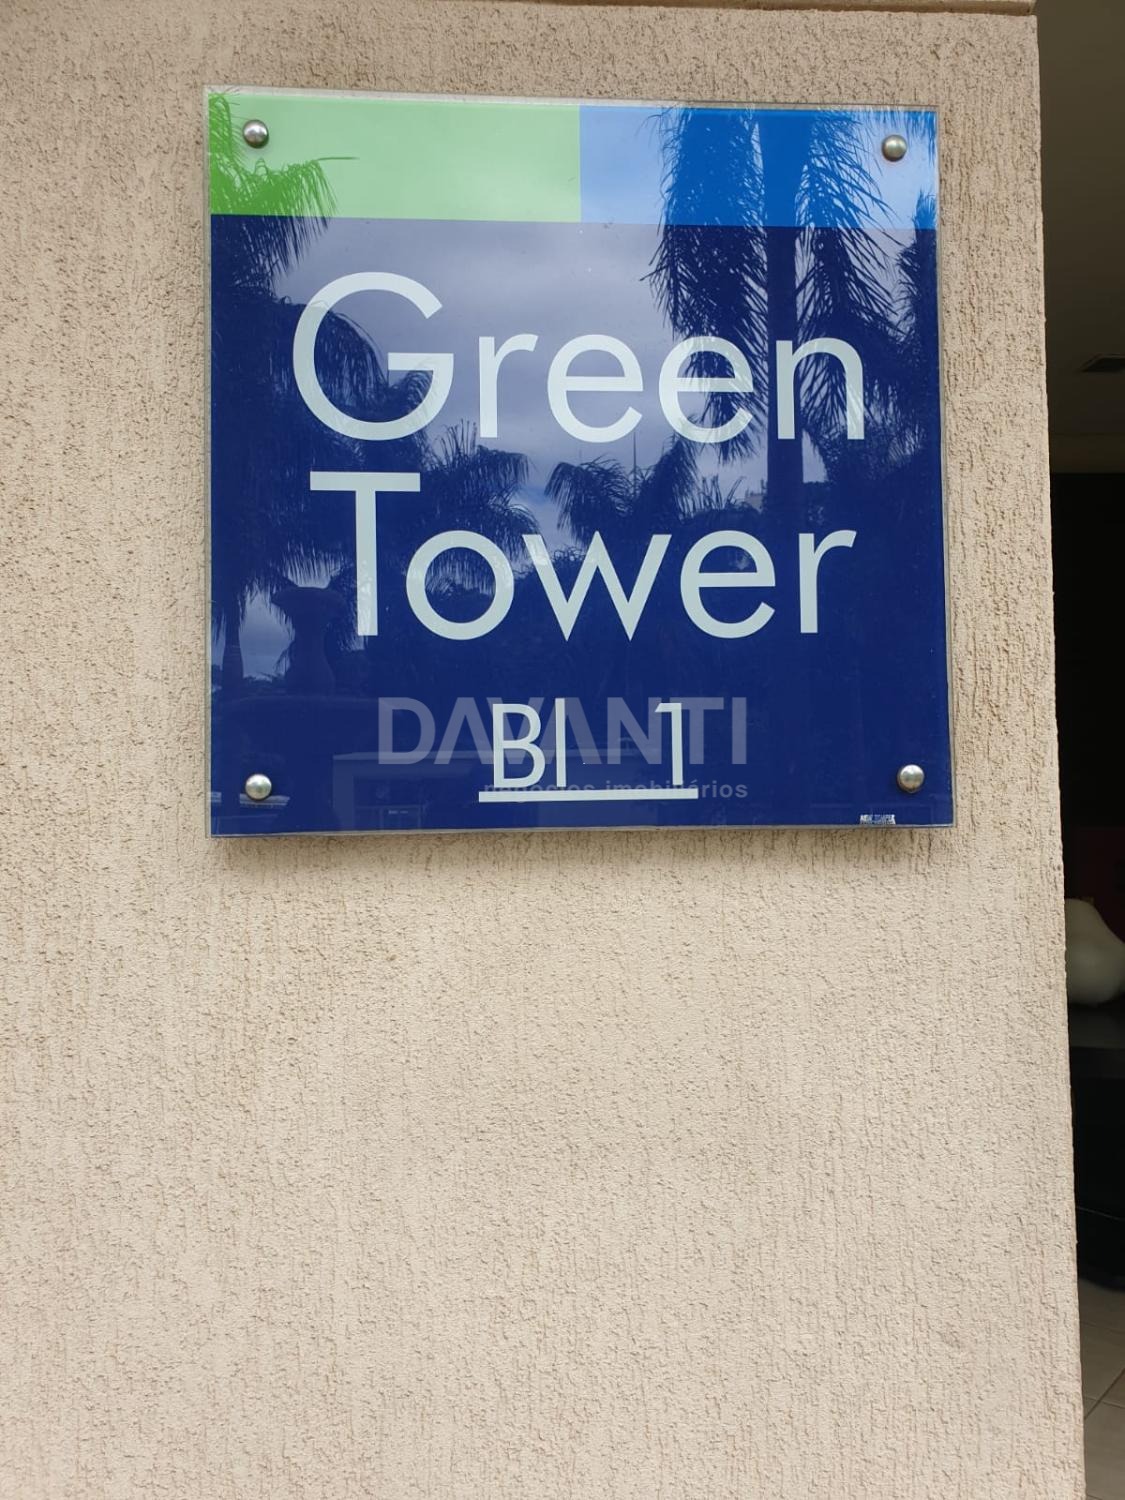 Green
Tower
Bl 1
DAVANTI
negócios imobiliários